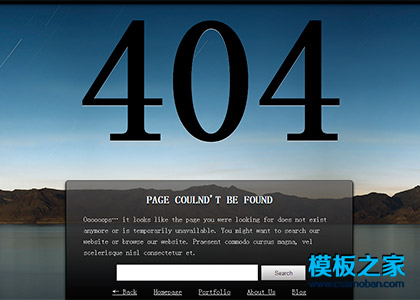 404
PAGE COULND'T BE FOUND
Oooooops… it looks like the page you were looking for does not exist
anymore or is temporarily unavailable. You might want to search our
website or browse our website. Praesent commodo cursus magna, vel
scelerisque nisl consectetur et.
Search
← Back Homepage Portfolio About Us Blog
模板之家
www.cssmoban.com